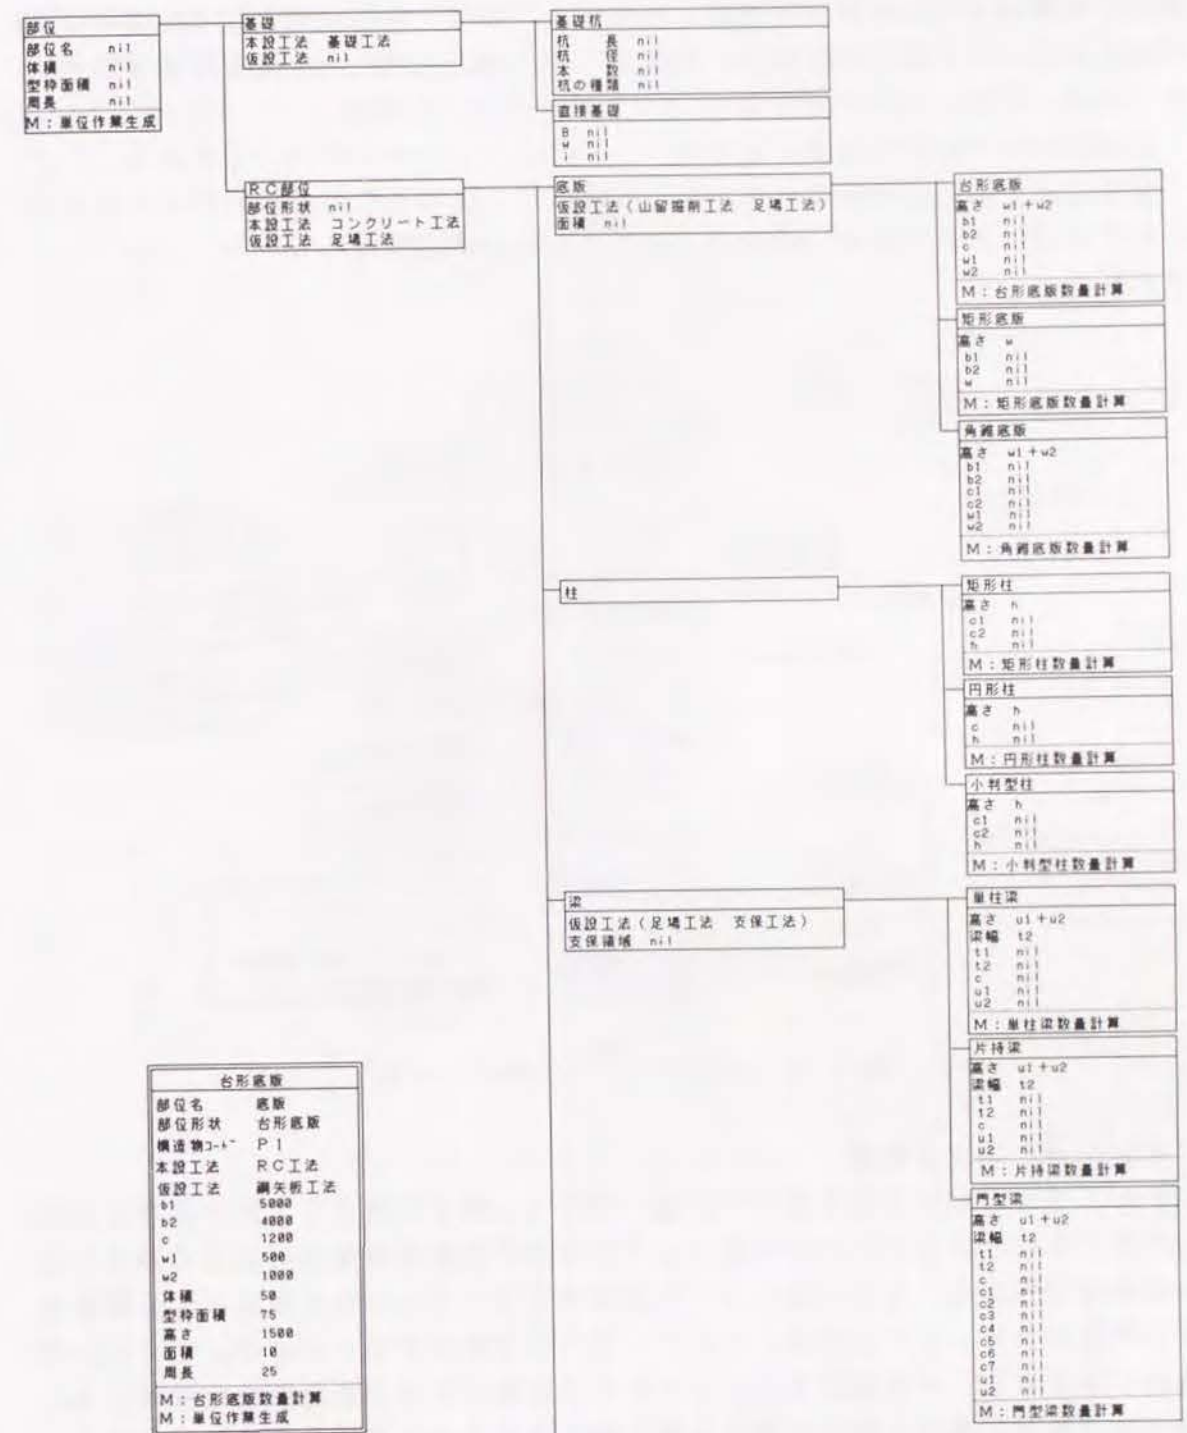 部位
部位名 nil
体積 nil
型枠面積 nil
周長 nil
M：単位作業生成
基礎
本設工法 基礎工法
仮設工法 nil
基礎杭
杭 長 nil
杭 径 nil
本 数 nil
杭の種類 nil
直接基礎
B nil
w nil
i nil
RC部位
部位形状 nil
本設工法 コンクリート工法
仮設工法 足場工法
底版
仮設工法（山留掘削工法 足場工法）
面積 nil
台形底版
高さ w1＋w2
b1 nil
b2 nil
c nil
w1 nil
w2 nil
M：台形底版数量計算
矩形底版
高さ w
b1 nil
b2 nil
w nil
M：矩形底版数量計算
角錐底版
高さ w1＋w2
b1 nil
b2 nil
c1 nil
c2 nil
w1 nil
w2 nil
M：角錐底版数量計算
柱
矩形柱
高さ h
c1 nil
c2 nil
h nil
M：矩形柱数量計算
円形柱
高さ h
c nil
h nil
M：円形柱数量計算
小判型柱
高さ h
c1 nil
c2 nil
h nil
M：小判型柱数量計算
梁
仮設工法（足場工法 支保工法）
支保領域 nil
単柱梁
高さ u1＋u2
梁幅 t2
t1 nil
t2 nil
c nil
u1 nil
u2 nil
M：単柱梁数量計算
片持梁
高さ u1＋u2
梁幅 t2
t1 nil
t2 nil
c nil
u1 nil
u2 nil
M：片持梁数量計算
門型梁
高さ u1＋u2
梁幅 t2
t1 nil
t2 nil
c nil
c1 nil
c2 nil
c3 nil
c4 nil
c5 nil
c6 nil
c7 nil
u1 nil
u2 nil
M：門型梁数量計算
台形底版
部位名 底版
部位形状 台形底版
構造物ｺｰﾄﾞ P1
本設工法 RC工法
仮設工法 鋼矢板工法
b1 5000
b2 4000
c 1200
w1 500
w2 1000
体積 50
型枠面積 75
高さ 1500
面積 10
周長 25
M：台形底版数量計算
M：単位作業生成